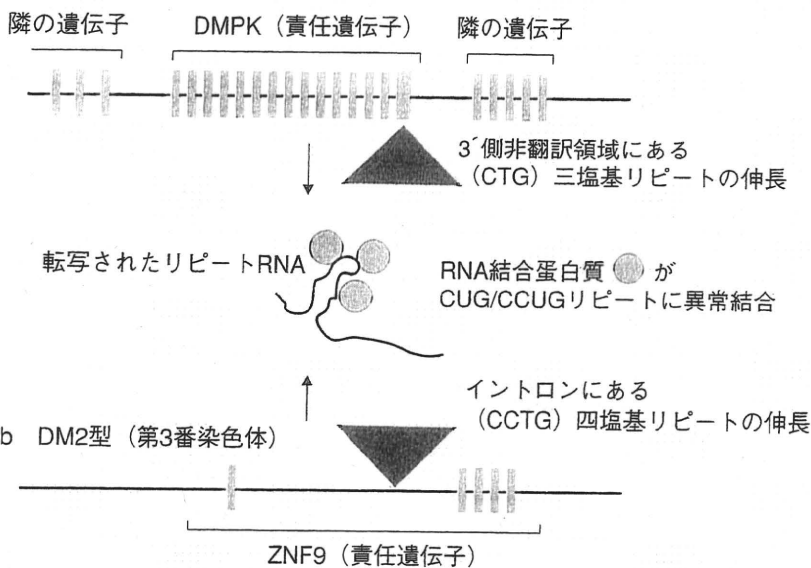 隣の遺伝子 DMPK（責任遺伝子） 隣の遺伝子
3´側非翻訳領域にある
（CTG）三塩基リピートの伸長
転写されたリピートRNA
RNA結合蛋白質 が
CUG/CCUGリピートに異常結合
イントロンにある
（CCTG）四塩基リピートの伸長
b DM2型（第3番染色体）
ZNF9（責任遺伝子）